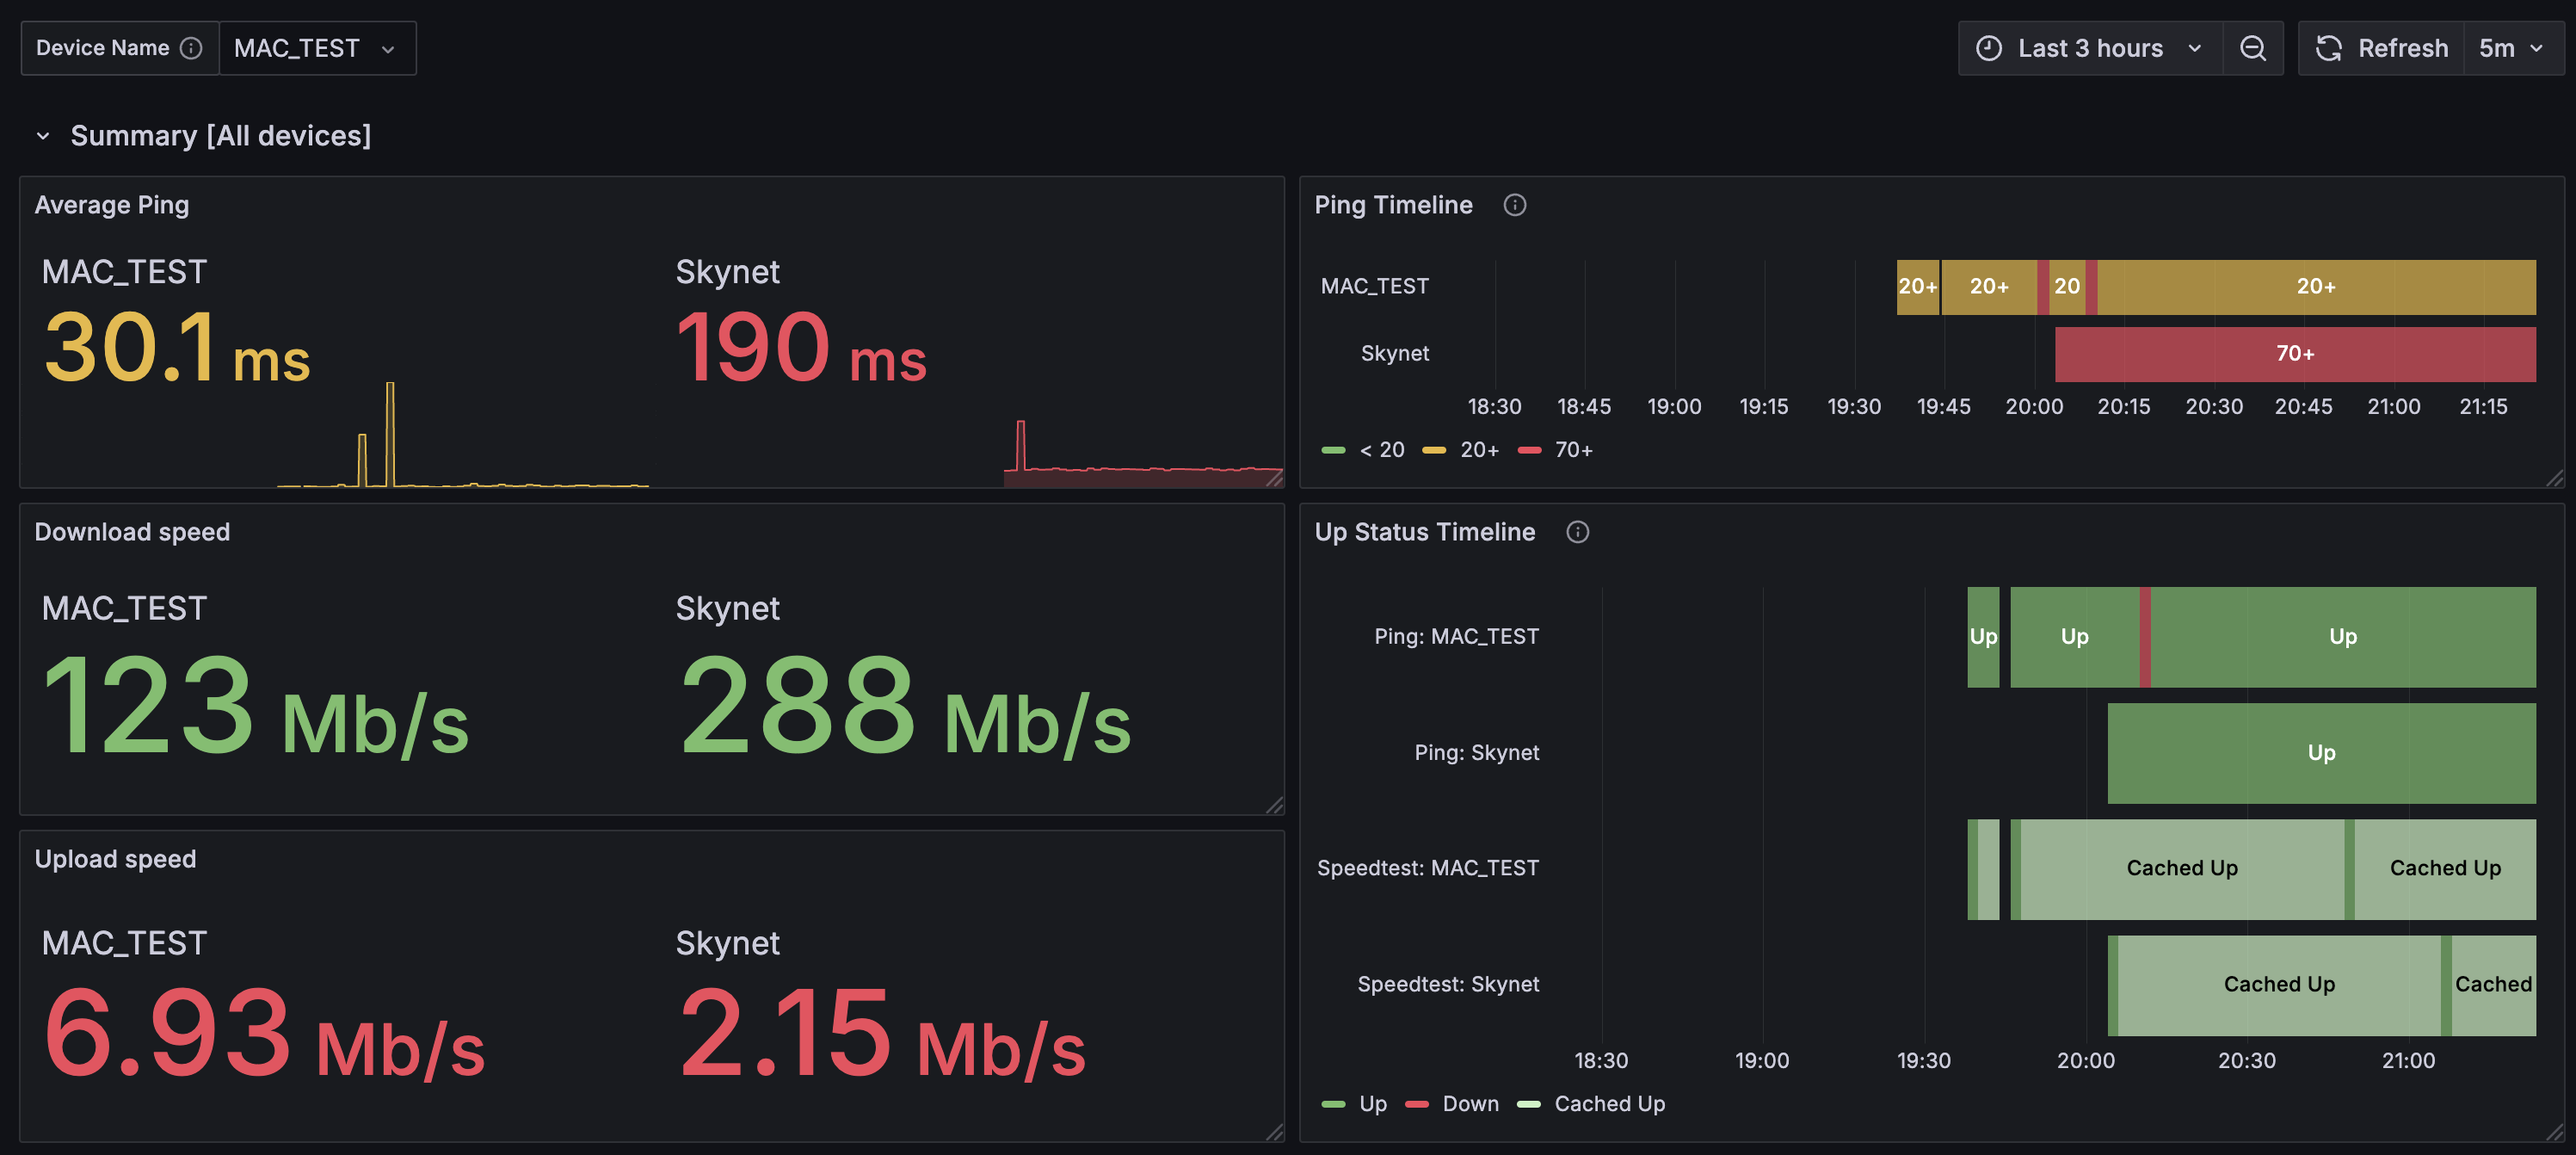 Device Name MAC_TEST Last 3 hours Refresh 5m
Summary [All devices]
Average Ping
MAC_TEST Skynet
30.1 ms 190 ms
Ping Timeline
MAC_TEST 20+ 20+ 20 20+
Skynet 70+
18:30 18:45 19:00 19:15 19:30 19:45 20:00 20:15 20:30 20:45 21:00 21:15
< 20 20+ 70+
Download speed
MAC_TEST Skynet
123 Mb/s 288 Mb/s
Upload speed
MAC_TEST Skynet
6.93 Mb/s 2.15 Mb/s
Up Status Timeline
Ping: MAC_TEST Up Up Up
Ping: Skynet Up
Speedtest: MAC_TEST Cached Up Cached Up
Speedtest: Skynet Cached Up Cached
18:30 19:00 19:30 20:00 20:30 21:00
Up Down Cached Up